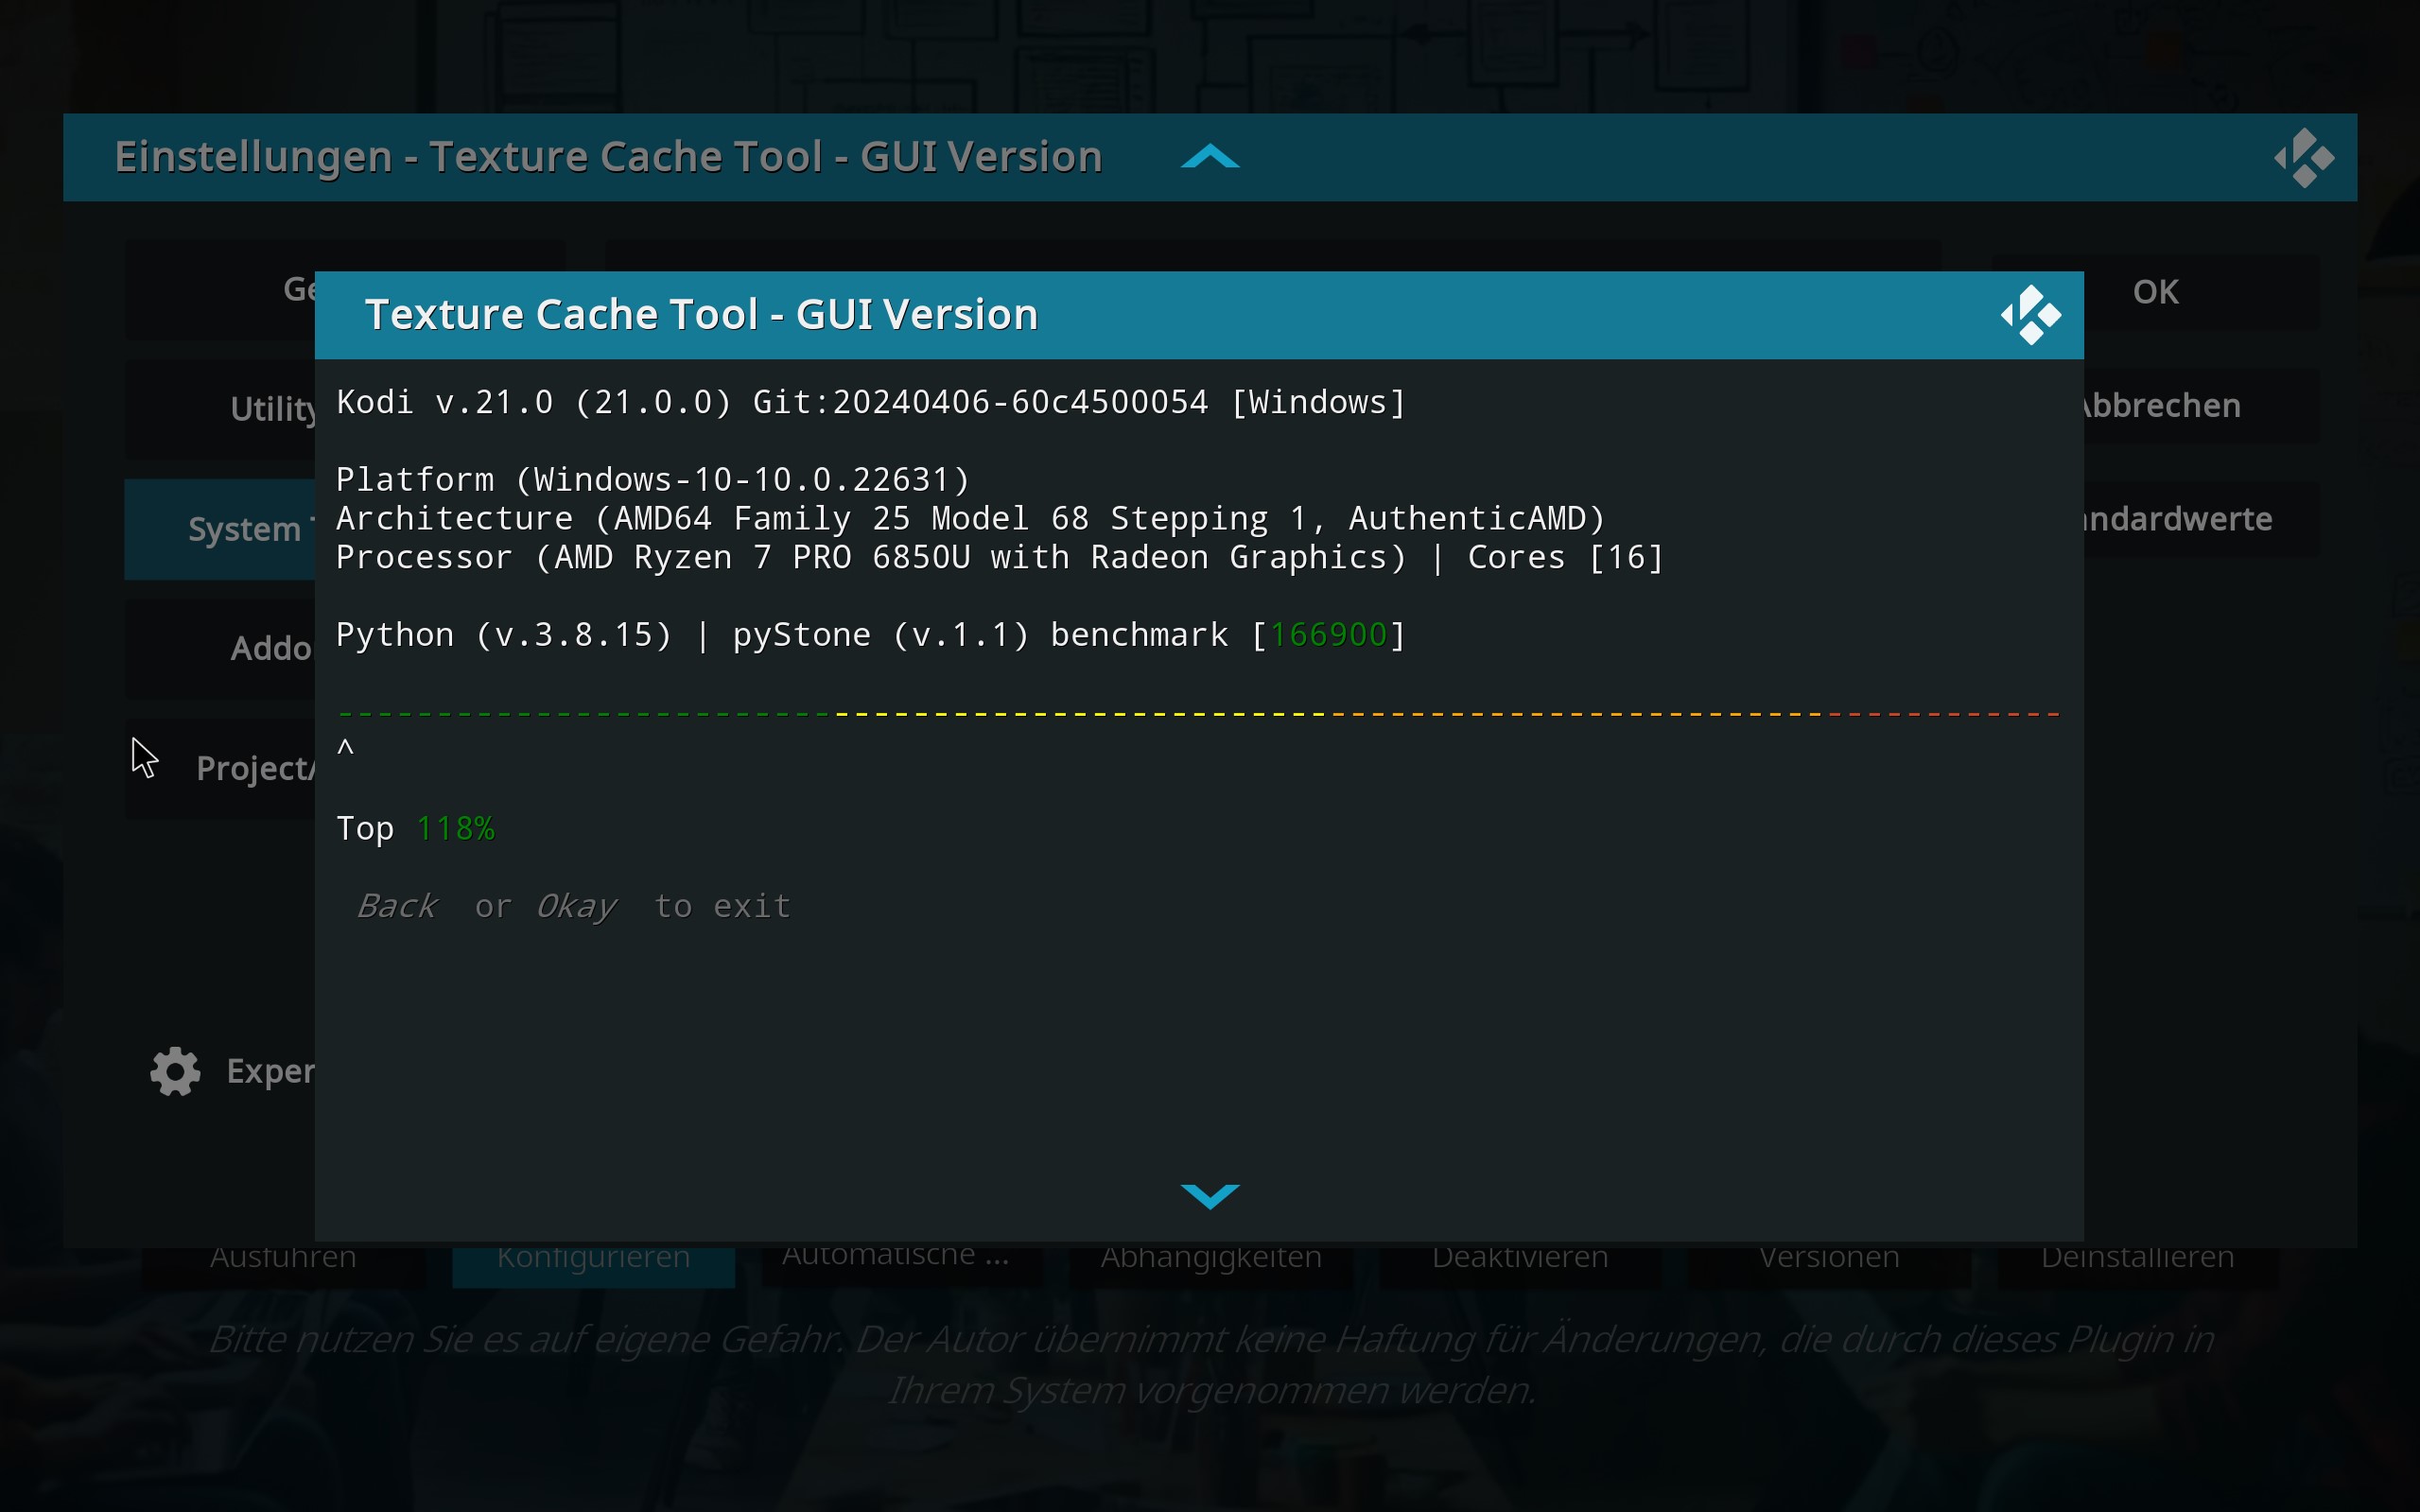 Einstellungen - Texture Cache Tool - GUI Version
Texture Cache Tool - GUI Version
Kodi v.21.0 (21.0.0) Git:20240406-60c4500054 [Windows]
Platform (Windows-10-10.0.22631)
Architecture (AMD64 Family 25 Model 68 Stepping 1, AuthenticAMD)
Processor (AMD Ryzen 7 PRO 6850U with Radeon Graphics) | Cores [16]
Python (v.3.8.15) | pyStone (v.1.1) benchmark [166900]
---------------------------------------------------------------------------------------
^
Top 118%
Back or Okay to exit
Utility
System
Project/
OK
Abbrechen
Ausführen
Konfigurieren
Automatische ...
Abhängigkeiten
Deaktivieren
Versionen
Deinstallieren
Bitte nutzen Sie es auf eigene Gefahr. Der Autor übernimmt keine Haftung für Änderungen, die durch dieses Plugin in
Ihrem System vorgenommen werden.